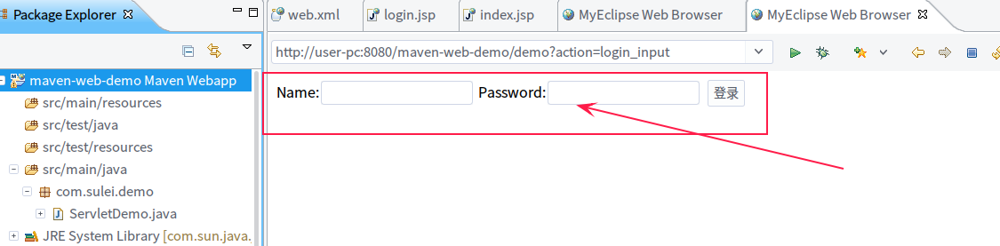 Package Explorer
web.xml
login.jsp
index.jsp
MyEclipse Web Browser
MyEclipse Web Browser
http://user-pc:8080/maven-web-demo/demo?action=login_input
Name:
Password:
登录
maven-web-demo Maven Webapp
src/main/resources
src/test/java
src/test/resources
src/main/java
com.sulei.demo
ServletDemo.java
JRE System Library [com.sun.java.